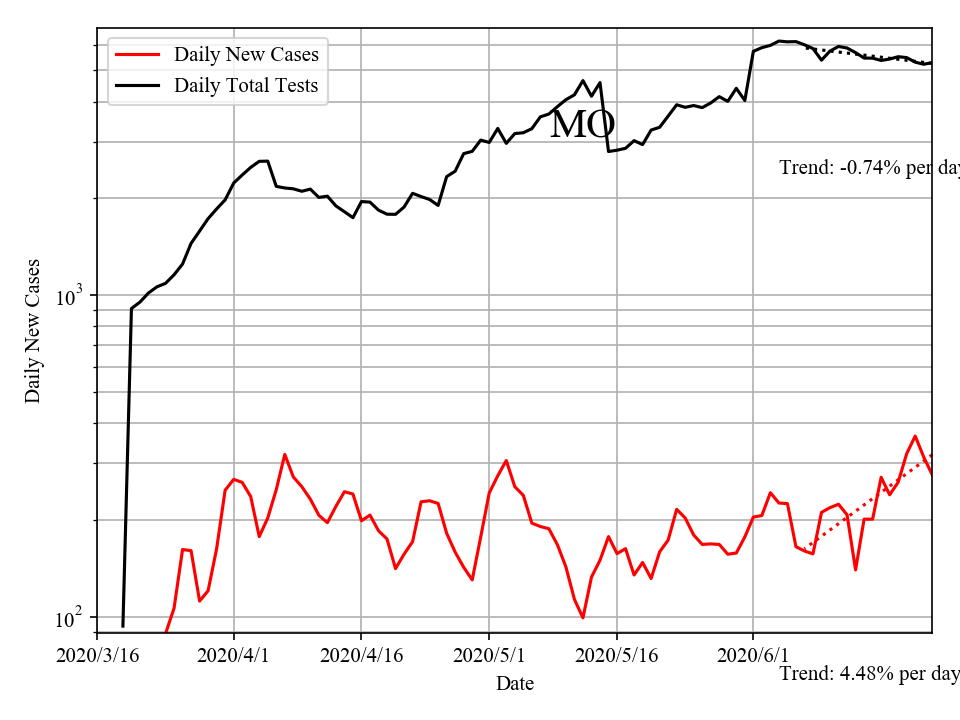 Daily New Cases
Daily Total Tests
MO
Trend: -0.74% per day
10^3
Daily New Cases
10^2
2020/3/16 2020/4/1 2020/4/16 2020/5/1 2020/5/16 2020/6/1
Trend: 4.48% per day
Date